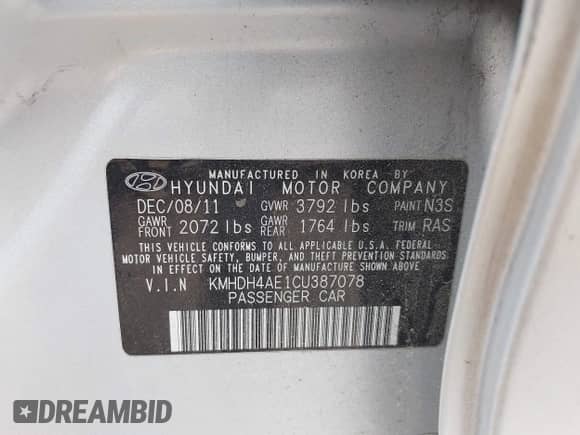 MANUFACTURED IN KOREA BY
HYUNDAI MOTOR COMPANY
DEC/08/11 GVWR 3792 lbs PAINT N3S
GAWR FRONT 2072 lbs GAWR REAR 1764 lbs TRIM RAS
THIS VEHICLE CONFORMS TO ALL APPLICABLE U.S.A. FEDERAL
MOTOR VEHICLE SAFETY, BUMPER, AND THEFT PREVENTION STANDARDS
IN EFFECT ON THE DATE OF MANUFACTURE SHOWN ABOVE.
V.I.N KMHDH4AE1CU387078
PASSENGER CAR
DREAMBID